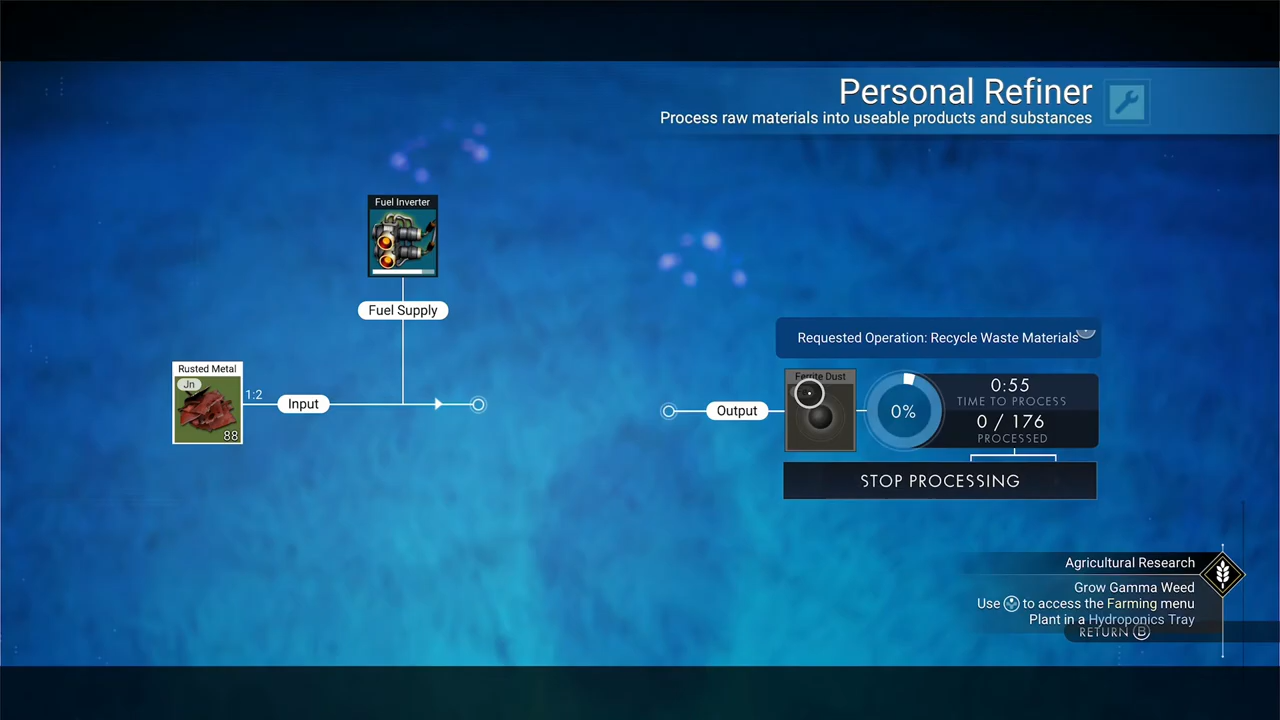 Personal Refiner
Process raw materials into useable products and substances
Fuel Inverter
Fuel Supply
Requested Operation: Recycle Waste Materials
Rusted Metal
Jn
88
1:2
Input
Output
Ferrite Dust
0%
0:55
TIME TO PROCESS
0 / 176
PROCESSED
STOP PROCESSING
Agricultural Research
Grow Gamma Weed
Use to access the Farming menu
Plant in a Hydroponics Tray
RETURN B